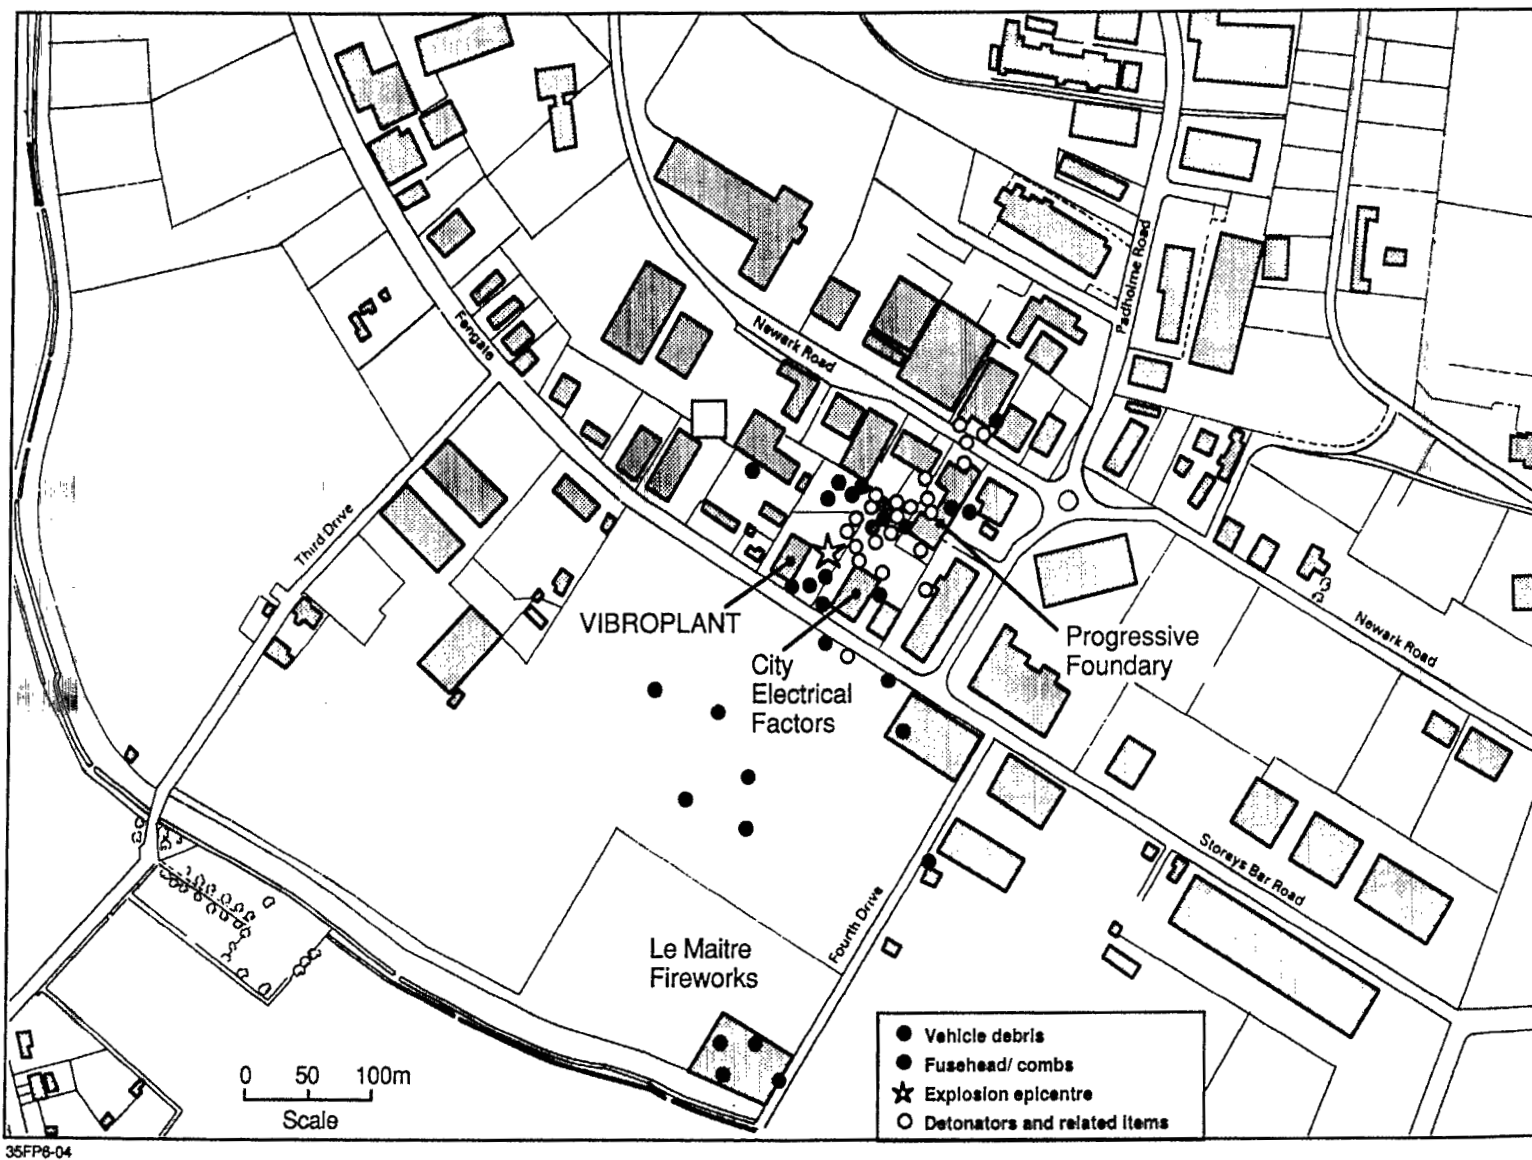 Padholme Road
Newark Road
Fengate
Third Drive
VIBROPLANT
City
Electrical
Factors
Progressive
Foundary
Newark Road
Storeys Bar Road
Fourth Drive
Le Maitre
Fireworks
0 50 100m
Scale
Vehicle debris
Fusehead/ combs
Explosion epicentre
Detonators and related items
35FP6-04